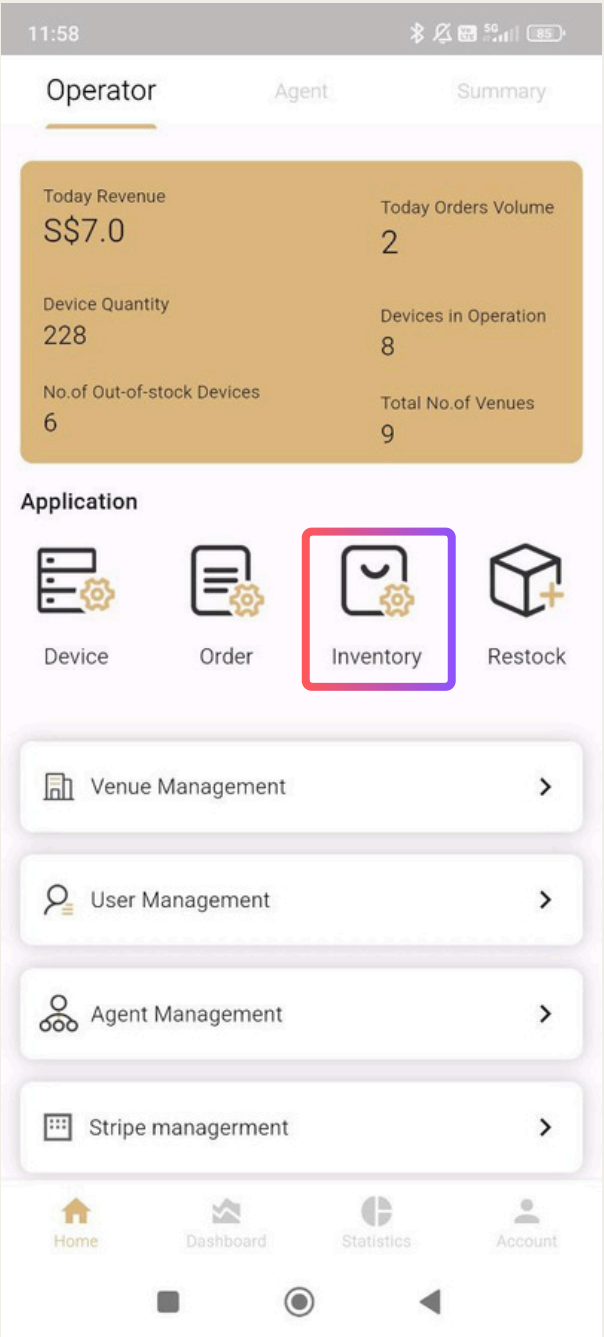 11:58
5G
85
Operator
Agent
Summary
Today Revenue
S$7.0
Today Orders Volume
2
Device Quantity
228
Devices in Operation
8
No.of Out-of-stock Devices
6
Total No.of Venues
9
Application
Device
Order
Inventory
Restock
Venue Management
User Management
Agent Management
Stripe managerment
Home
Dashboard
Statistics
Account